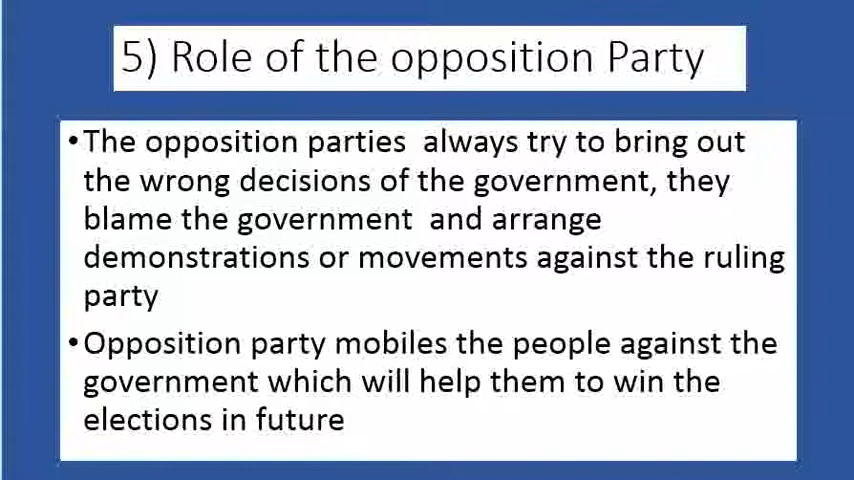 5) Role of the opposition Party
•The opposition parties always try to bring out
the wrong decisions of the government, they
blame the government and arrange
demonstrations or movements against the ruling
party
•Opposition party mobiles the people against the
government which will help them to win the
elections in future